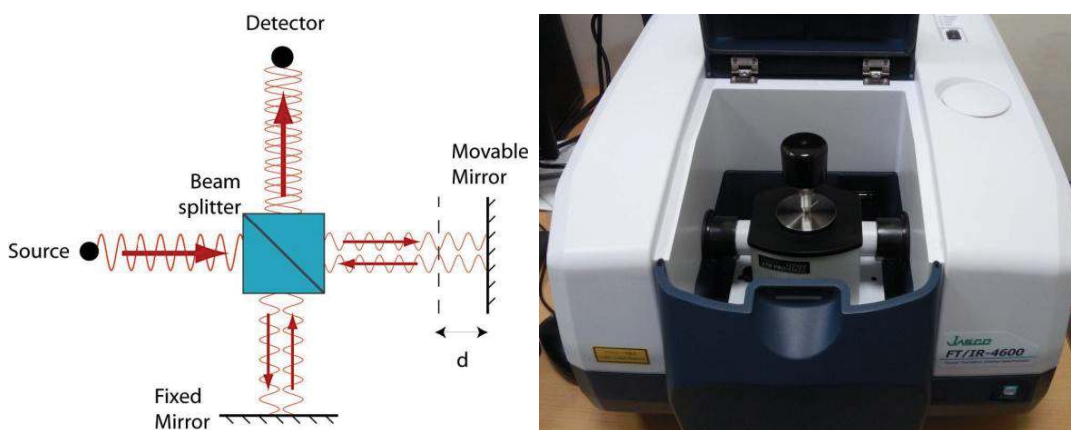 Detector
Movable
Mirror
Beam
splitter
Source
d
Fixed
Mirror
JASCO
FT/IR-4600